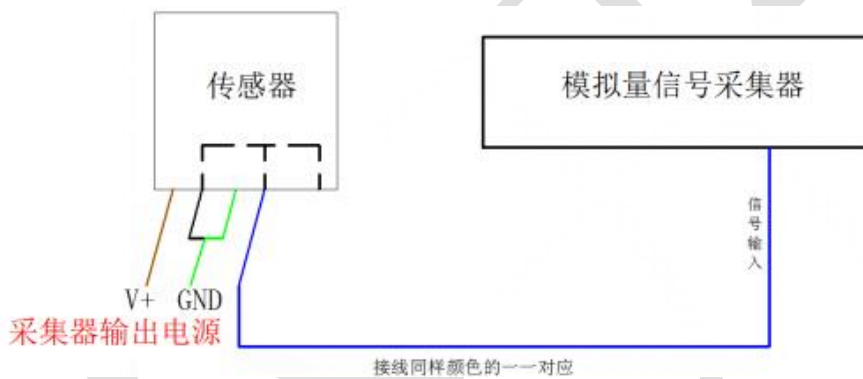 传感器
模拟量信号采集器
信号输入
V+ GND
采集器输出电源
接线同样颜色的一一对应